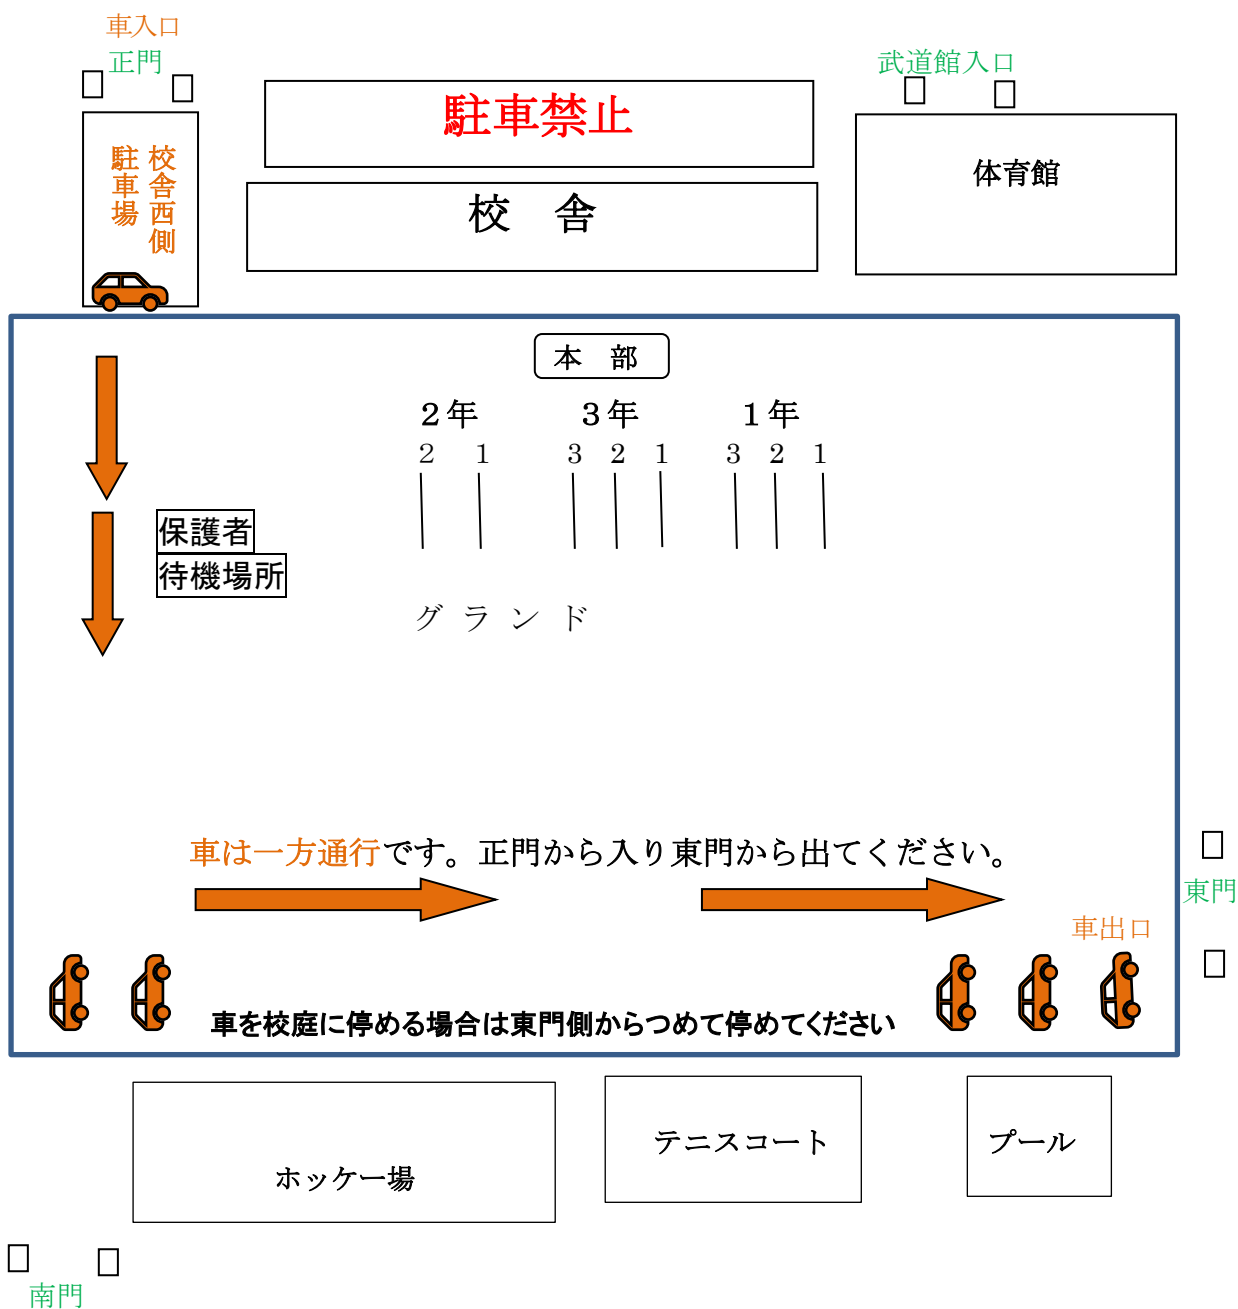 車入口
正門
武道館入口
駐車禁止
校舎西側
駐車場
体育館
校　舎
本　部
２年　３年　１年
２　１　３　２　１　３　２　１
保護者
待機場所
グランド
車は一方通行です。正門から入り東門から出てください。
東門
車出口
車を校庭に停める場合は東門側からつめて停めてください
テニスコート
プール
ホッケー場
南門